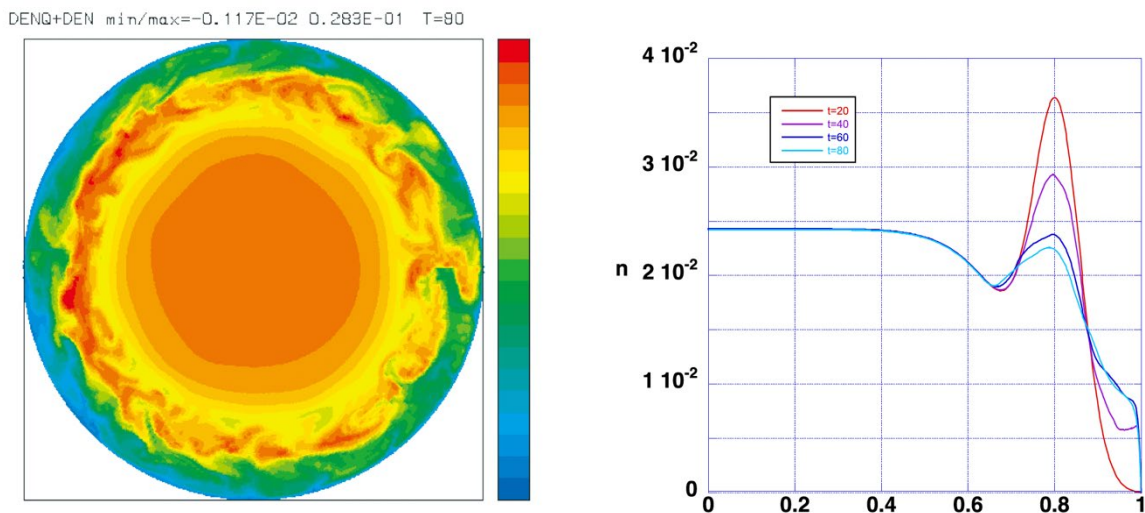 DENQ+DEN min/max=-0.117E-02 0.283E-01 T=80
4 10-2
3 10-2
n
2 10-2
1 10-2
0
t=20
t=40
t=60
t=80
0 0.2 0.4 0.6 0.8 1